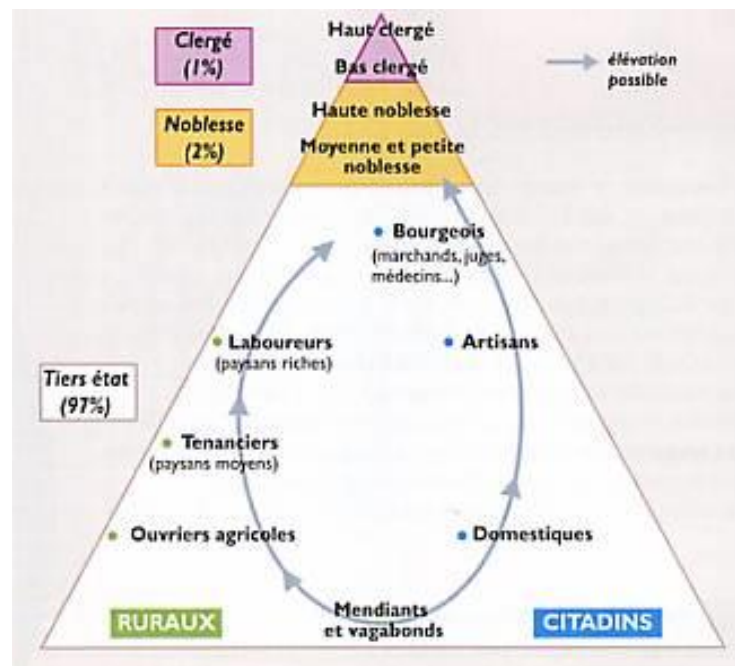 Clergé
(1%)
Haut clergé
Bas clergé
élévation
possible
Noblesse
(2%)
Haute noblesse
Moyenne et petite
noblesse
Bourgeois
(marchands, juges,
médecins...)
Laboureurs
(paysans riches)
Artisans
Tiers état
(97%)
Tenanciers
(paysans moyens)
Ouvriers agricoles
Domestiques
RURAUX
Mendiants
et vagabonds
CITADINS